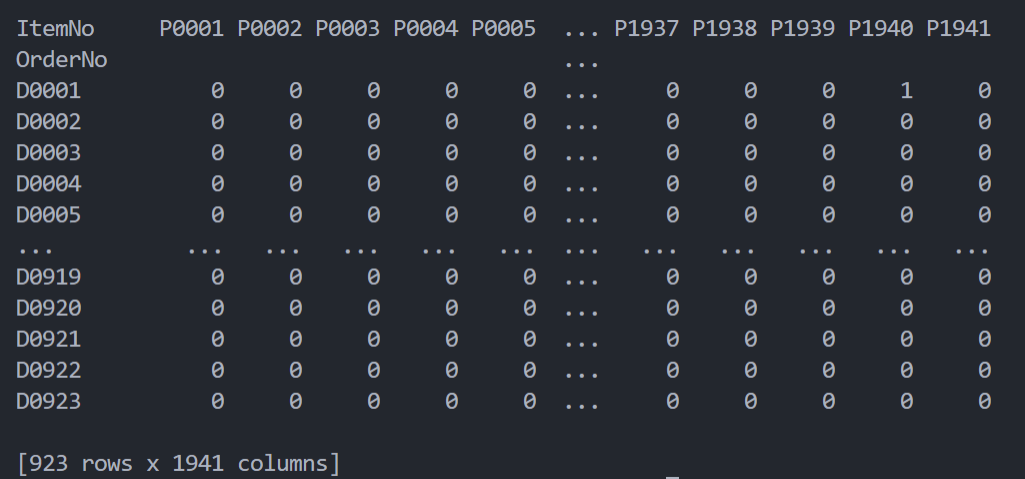 ItemNo P0001 P0002 P0003 P0004 P0005 ... P1937 P1938 P1939 P1940 P1941
OrderNo ...
D0001 0 0 0 0 0 ... 0 0 0 1 0
D0002 0 0 0 0 0 ... 0 0 0 0 0
D0003 0 0 0 0 0 ... 0 0 0 0 0
D0004 0 0 0 0 0 ... 0 0 0 0 0
D0005 0 0 0 0 0 ... 0 0 0 0 0
... ... ... ... ... ... ... ... ... ... ... ...
D0919 0 0 0 0 0 ... 0 0 0 0 0
D0920 0 0 0 0 0 ... 0 0 0 0 0
D0921 0 0 0 0 0 ... 0 0 0 0 0
D0922 0 0 0 0 0 ... 0 0 0 0 0
D0923 0 0 0 0 0 ... 0 0 0 0 0
[923 rows x 1941 columns]